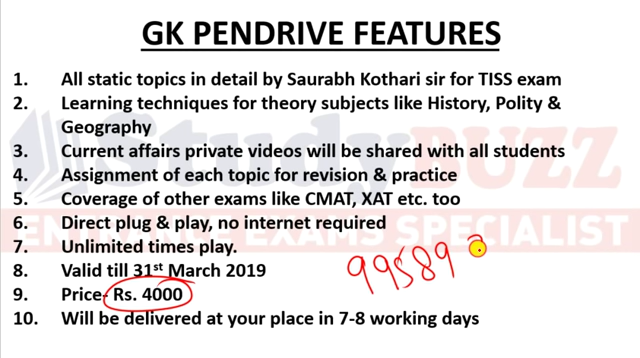 GK PENDRIVE FEATURES
1. All static topics in detail by Saurabh Kothari sir for TISS exam
2. Learning techniques for theory subjects like History, Polity &
Geography
3. Current affairs private videos will be shared with all students
4. Assignment of each topic for revision & practice
5. Coverage of other exams like CMAT, XAT etc. too
6. Direct plug & play, no internet required
7. Unlimited times play.
8. Valid till 31st March 2019
9. Price- Rs. 4000
99589
10. Will be delivered at your place in 7-8 working days
StudyBUZZ
ENTRANCE EXAMS SPECIALIST